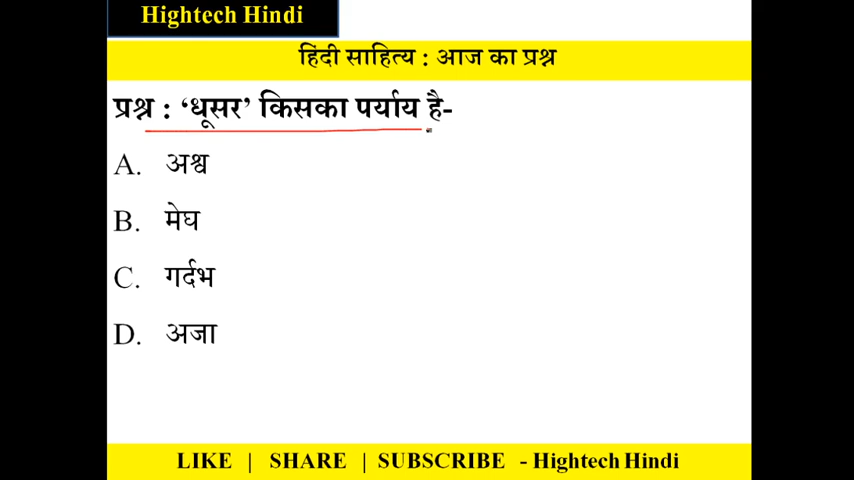 Hightech Hindi
हिंदी साहित्य : आज का प्रश्न
प्रश्न : ‘धूसर’ किसका पर्याय है-
A. अश्व
B. मेघ
C. गर्दभ
D. अजा
LIKE | SHARE | SUBSCRIBE - Hightech Hindi